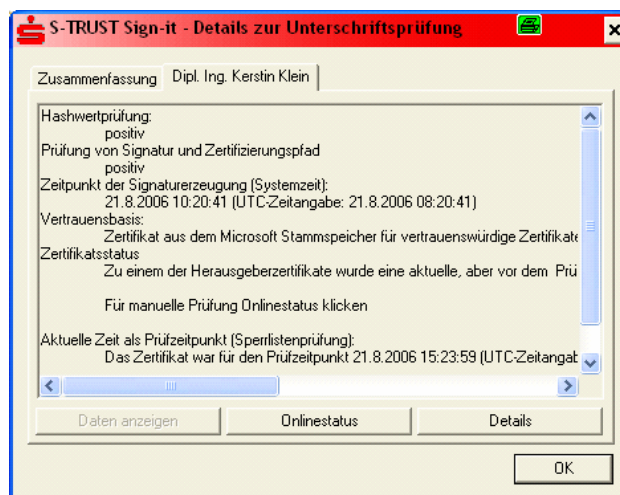 S-TRUST Sign-it - Details zur Unterschriftsprüfung
Zusammenfassung Dipl. Ing. Kerstin Klein
Hashwertprüfung:
positiv
Prüfung von Signatur und Zertifizierungspfad
positiv
Zeitpunkt der Signaturerzeugung (Systemzeit):
21.8.2006 10:20:41 (UTC-Zeitangabe: 21.8.2006 08:20:41)
Vertrauensbasis:
Zertifikat aus dem Microsoft Stammspeicher für vertrauenswürdige Zertifikate
Zertifikatsstatus
Zu einem der Herausgeberzertifikate wurde eine aktuelle, aber vor dem Prü
Für manuelle Prüfung Onlinestatus klicken
Aktuelle Zeit als Prüfzeitpunkt (Sperrlistenprüfung):
Das Zertifikat war für den Prüfzeitpunkt 21.8.2006 15:23:59 (UTC-Zeitangab
Daten anzeigen Onlinestatus Details
OK